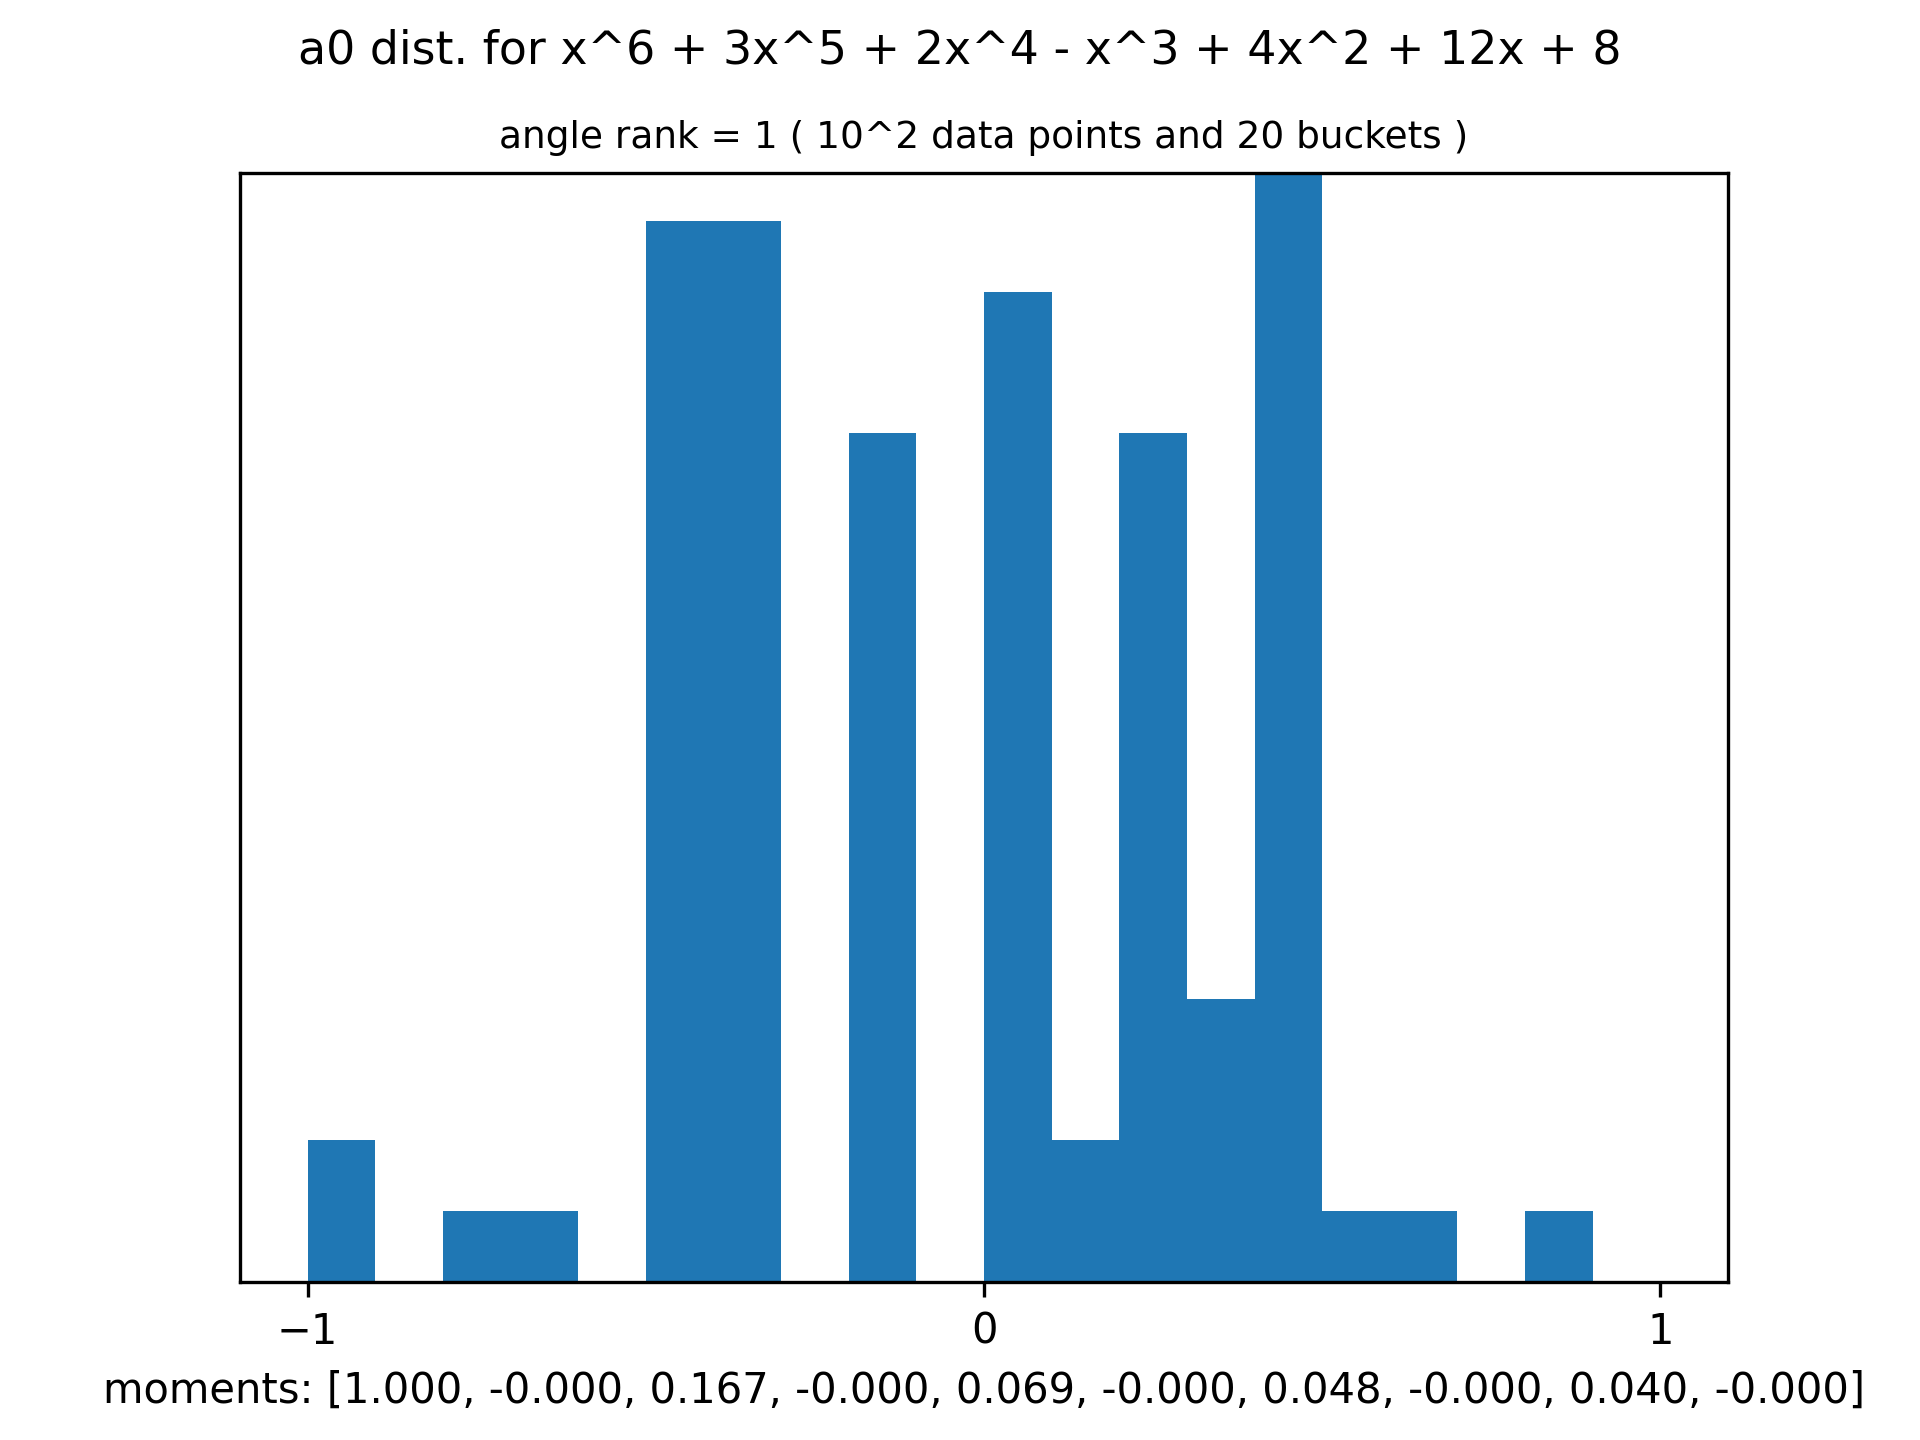 a0 dist. for x^6 + 3x^5 + 2x^4 - x^3 + 4x^2 + 12x + 8
angle rank = 1 ( 10^2 data points and 20 buckets )
−1 0 1
moments: [1.000, -0.000, 0.167, -0.000, 0.069, -0.000, 0.048, -0.000, 0.040, -0.000]